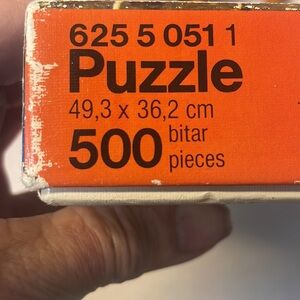 625 5 051 1
Puzzle
49,3 x 36,2 cm
500 bitar
pieces